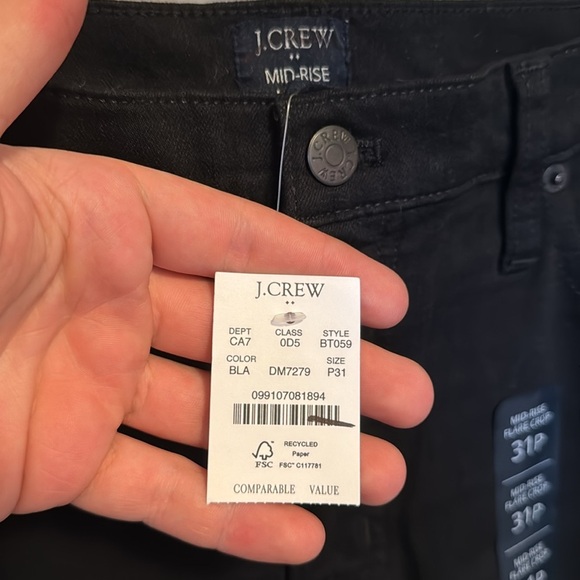 J.CREW
MID-RISE
J.CREW
J.CREW
DEPT CLASS STYLE
CA7 0D5 BT059
COLOR SIZE
BLA DM7279 P31
099107081894
RECYCLED
Paper
FSC FSC® C117781
COMPARABLE VALUE
MID-RISE
FLARE CROP
31P
MID-RISE
FLARE CROP
31P
MID-RISE
FLARE CROP